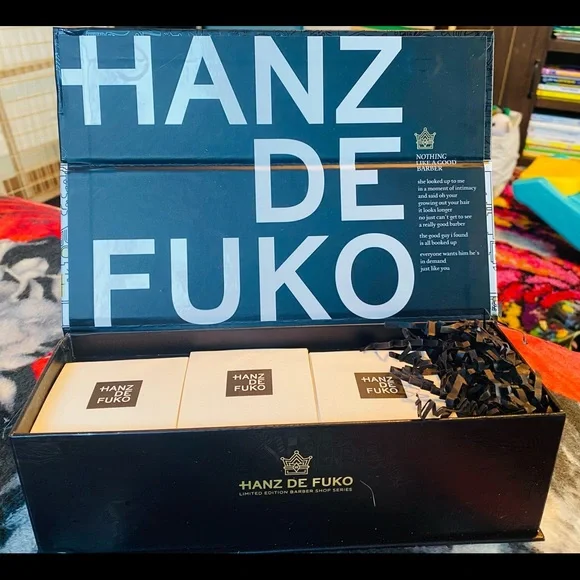 HANZ
DE
FUKO
NOTHING
LIKE A GOOD
BARBER
she looked up to me
in a moment of intimacy
and said oh your
growing out your hair
it looks longer
no just can't get to see
a really good barber
the good guy i found
is all booked up
everyone wants him he's
in demand
just like you
HANZ
DE
FUKO
HANZ
DE
FUKO
HANZ
DE
FUKO
HANZ DE FUKO
LIMITED EDITION BARBER SHOP SERIES